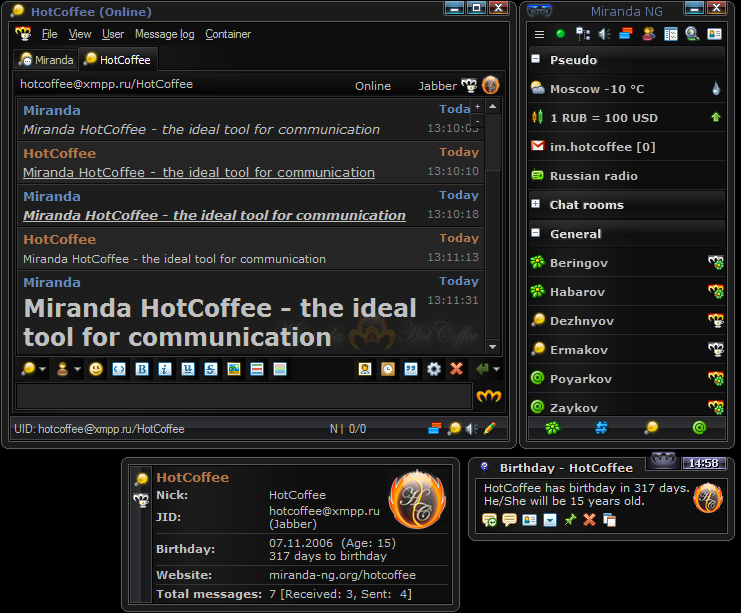 HotCoffee (Online)
File View User Message log Container
Miranda HotCoffee
hotcoffee@xmpp.ru/HotCoffee Online Jabber
Miranda
Miranda HotCoffee - the ideal tool for communication
HotCoffee Today
Miranda HotCoffee - the ideal tool for communication 13:10:10
Miranda Today
Miranda HotCoffee - the ideal tool for communication 13:10:18
HotCoffee Today
Miranda HotCoffee - the ideal tool for communication 13:11:13
Miranda Today
Miranda HotCoffee - the ideal 13:11:31
tool for communication
Miranda Hot Coffee
UID: hotcoffee@xmpp.ru/HotCoffee N | 0/0
Miranda NG
Pseudo
Moscow -10 °C
1 RUB = 100 USD
im.hotcoffee [0]
Russian radio
Chat rooms
General
Beringov
Habarov
Dezhnyov
Ermakov
Poyarkov
Zaykov
HotCoffee
Nick: HotCoffee
JID: hotcoffee@xmpp.ru
(Jabber)
Birthday: 07.11.2006 (Age: 15)
317 days to birthday
Website: miranda-ng.org/hotcoffee
Total messages: 7 [Received: 3, Sent: 4]
Birthday - HotCoffee 14:58
HotCoffee has birthday in 317 days.
He/She will be 15 years old.